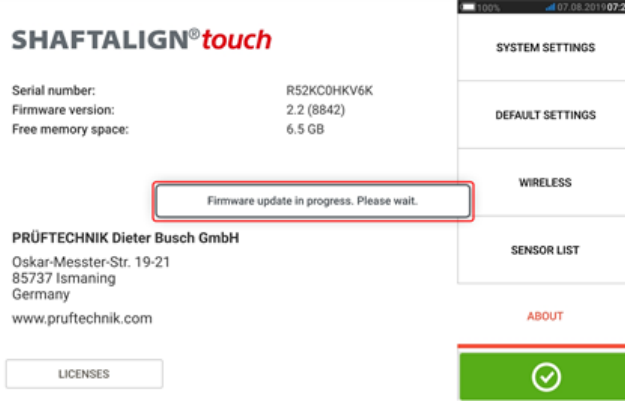 100% 07.08.2019 07:2
SHAFTALIGN®touch
SYSTEM SETTINGS
Serial number: R52KC0HKV6K
Firmware version: 2.2 (8842)
Free memory space: 6.5 GB
DEFAULT SETTINGS
WIRELESS
Firmware update in progress. Please wait.
PRÜFTECHNIK Dieter Busch GmbH
Oskar-Messter-Str. 19-21
85737 Ismaning
Germany
www.pruftechnik.com
SENSOR LIST
ABOUT
LICENSES